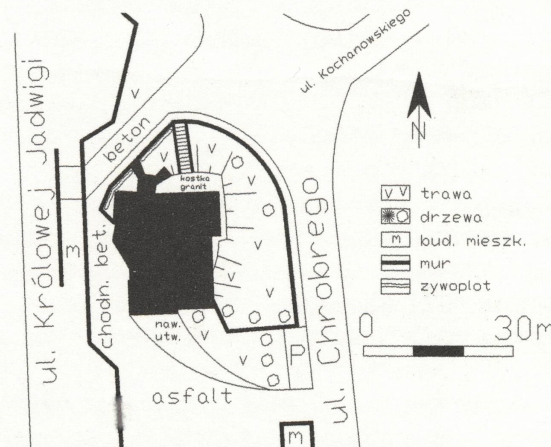 ul. Kochanowskiego
ul. Królowej Jadwigi
beton
v
N
kostka
granit
v
v
v
v
v
v
v
v
m
chodn. bet.
ul. Chrobrego
v v trawa
drzewa
m bud. mieszk.
mur
zywoplot
naw.
utw.
v
v
P
0 30m
asfalt
m